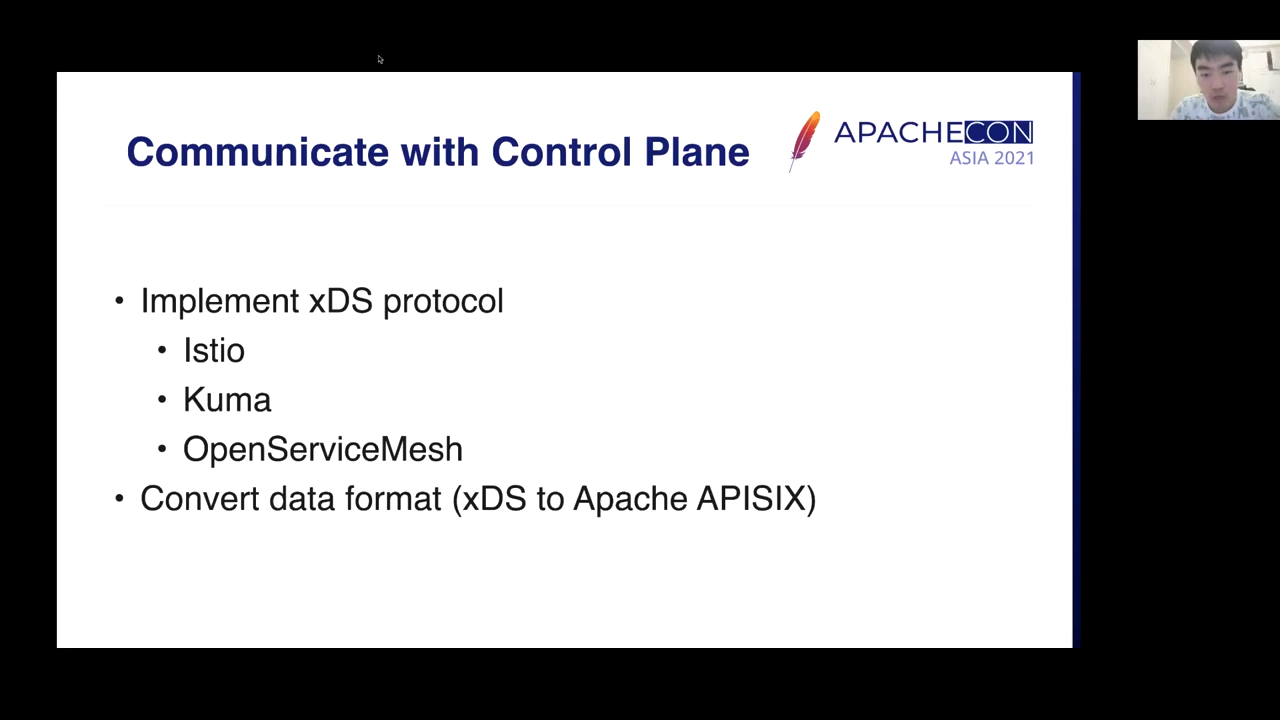 Communicate with Control Plane
APACHECON
ASIA 2021
• Implement xDS protocol
• Istio
• Kuma
• OpenServiceMesh
• Convert data format (xDS to Apache APISIX)